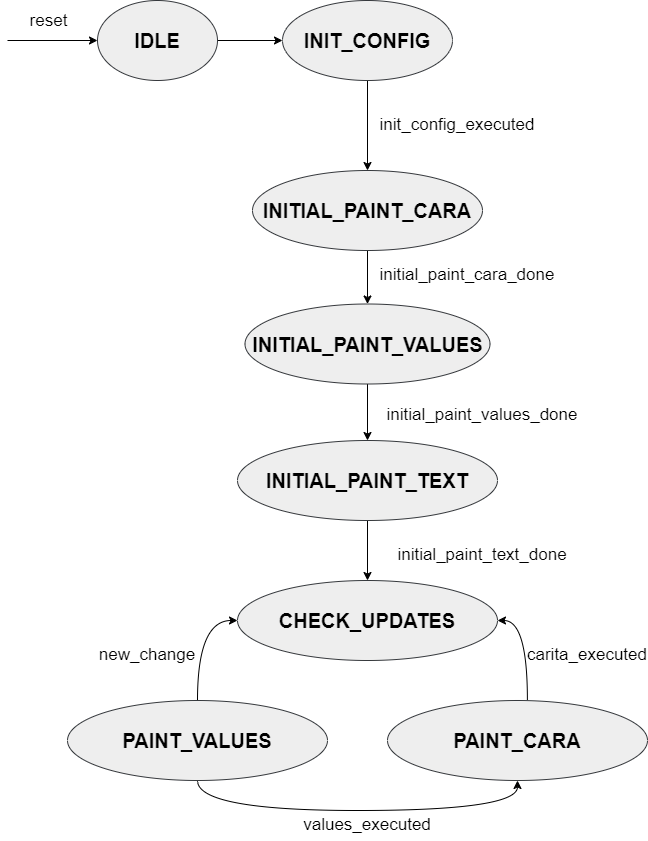 reset
IDLE
INIT_CONFIG
init_config_executed
INITIAL_PAINT_CARA
initial_paint_cara_done
INITIAL_PAINT_VALUES
initial_paint_values_done
INITIAL_PAINT_TEXT
initial_paint_text_done
CHECK_UPDATES
new_change
carita_executed
PAINT_VALUES
PAINT_CARA
values_executed